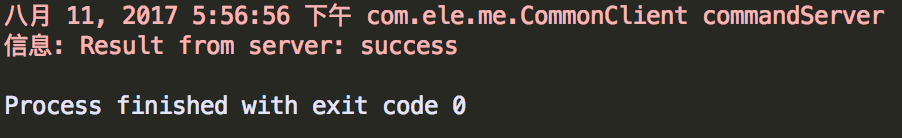 八月 11, 2017 5:56:56 下午 com.ele.me.CommonClient commandServer
信息: Result from server: success
Process finished with exit code 0